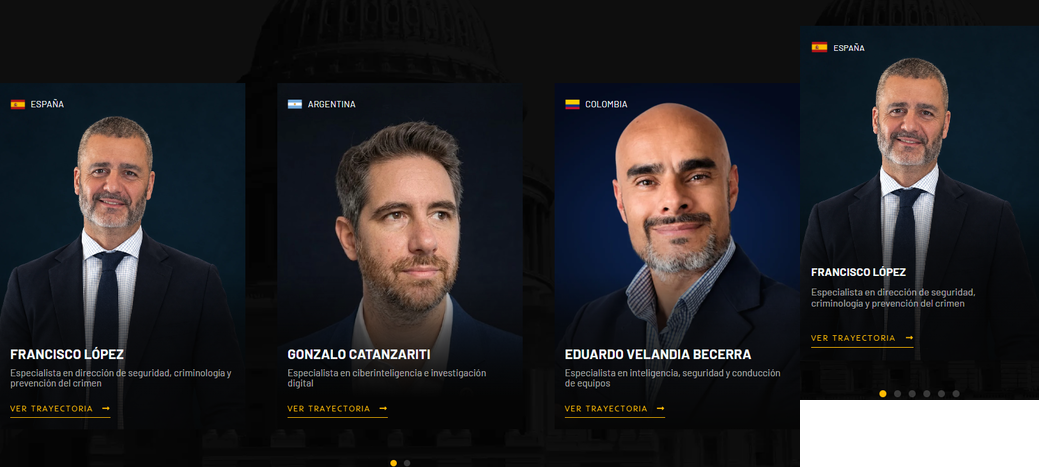 ESPAÑA
FRANCISCO LÓPEZ
Especialista en dirección de seguridad, criminología y
prevención del crimen
VER TRAYECTORIA →
ARGENTINA
GONZALO CATANZARITI
Especialista en ciberinteligencia e investigación
digital
VER TRAYECTORIA →
COLOMBIA
EDUARDO VELANDIA BECERRA
Especialista en inteligencia, seguridad y conducción
de equipos
VER TRAYECTORIA →
ESPAÑA
FRANCISCO LÓPEZ
Especialista en dirección de seguridad,
criminología y prevención del crimen
VER TRAYECTORIA →